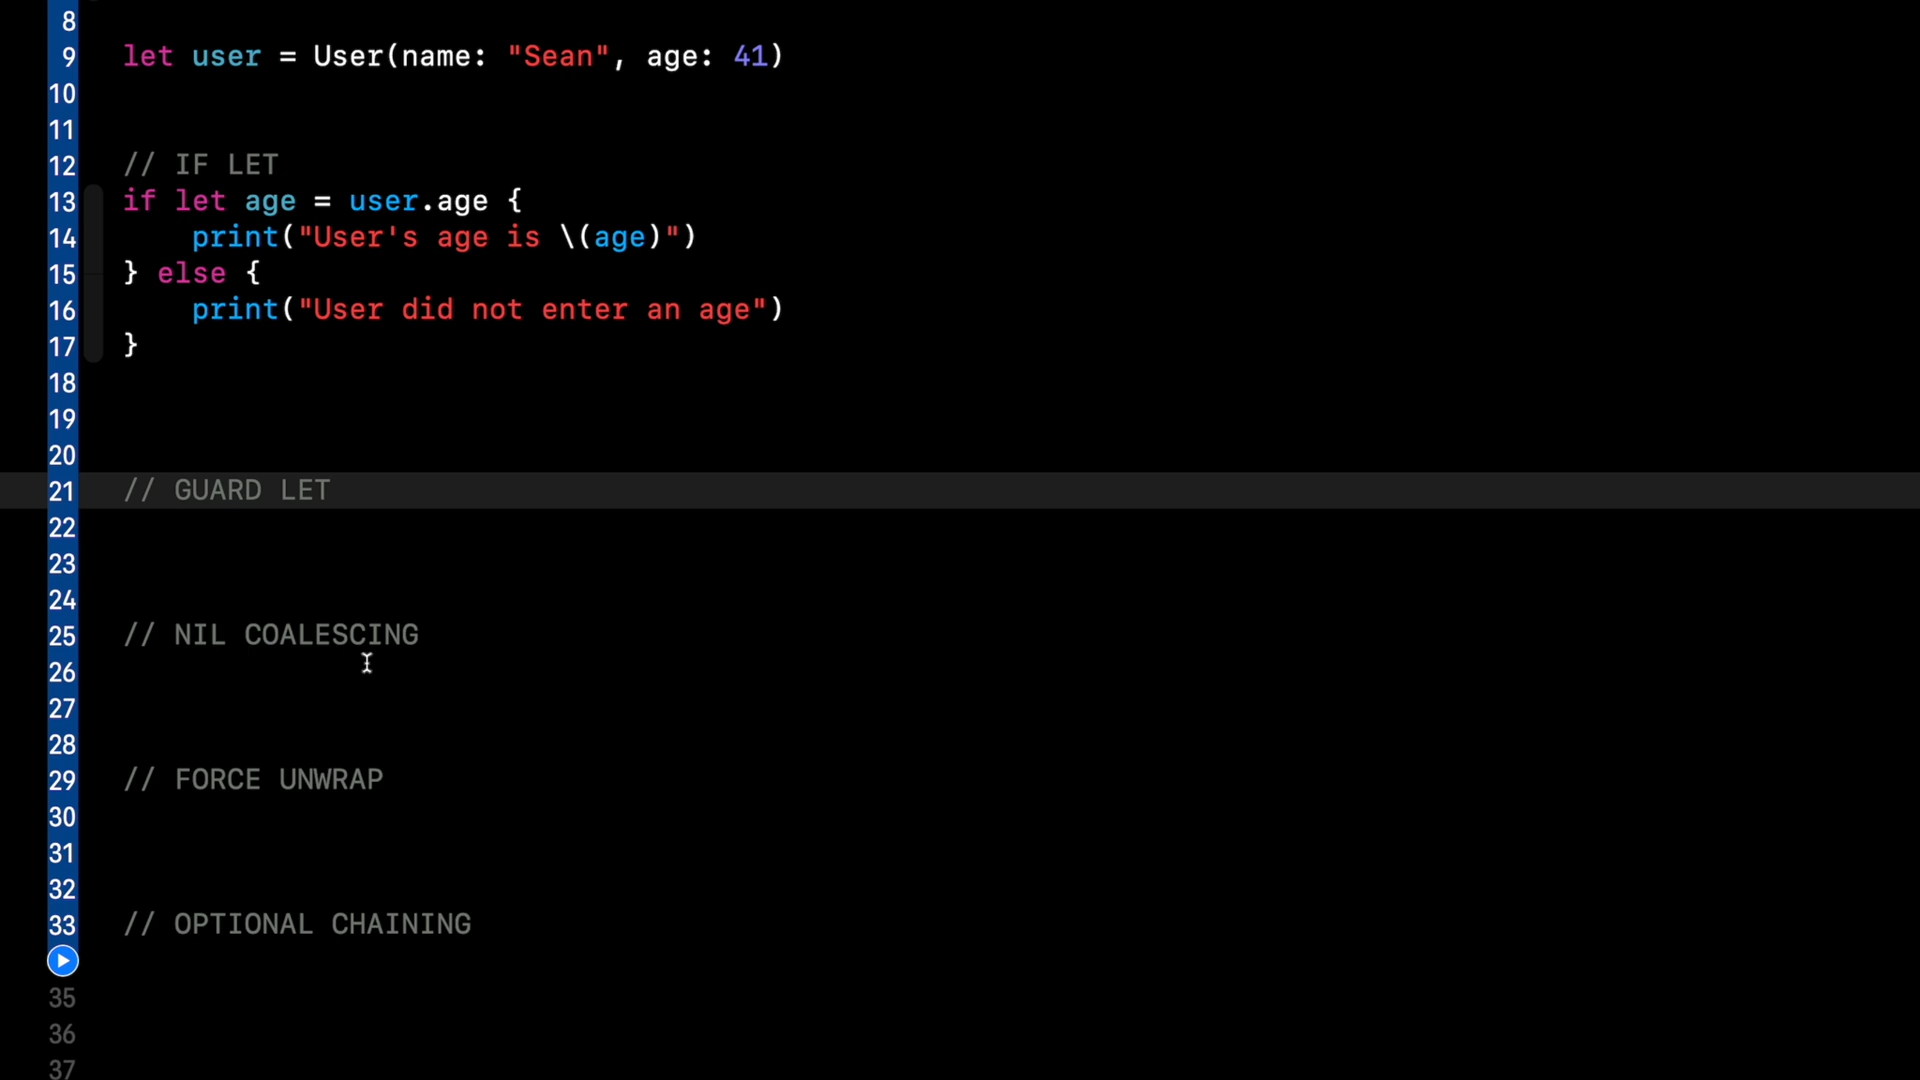 8
9 let user = User(name: "Sean", age: 41)
10
11
12 // IF LET
13 if let age = user.age {
14     print("User's age is \(age)")
15 } else {
16     print("User did not enter an age")
17 }
18
19
20
21 // GUARD LET
22
23
24
25 // NIL COALESCING
26
27
28
29 // FORCE UNWRAP
30
31
32
33 // OPTIONAL CHAINING
35
36
37